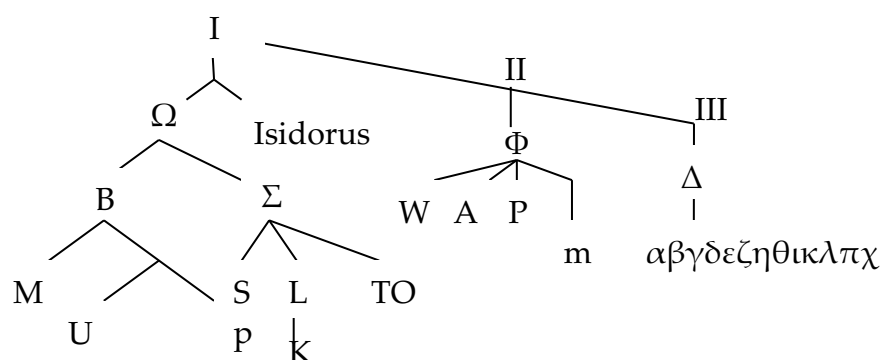 I
II
III
Ω
Isidorus
Φ
Β Σ
Δ
W A P
m
αβγδεζηθικλπχ
M S L TO
U p K